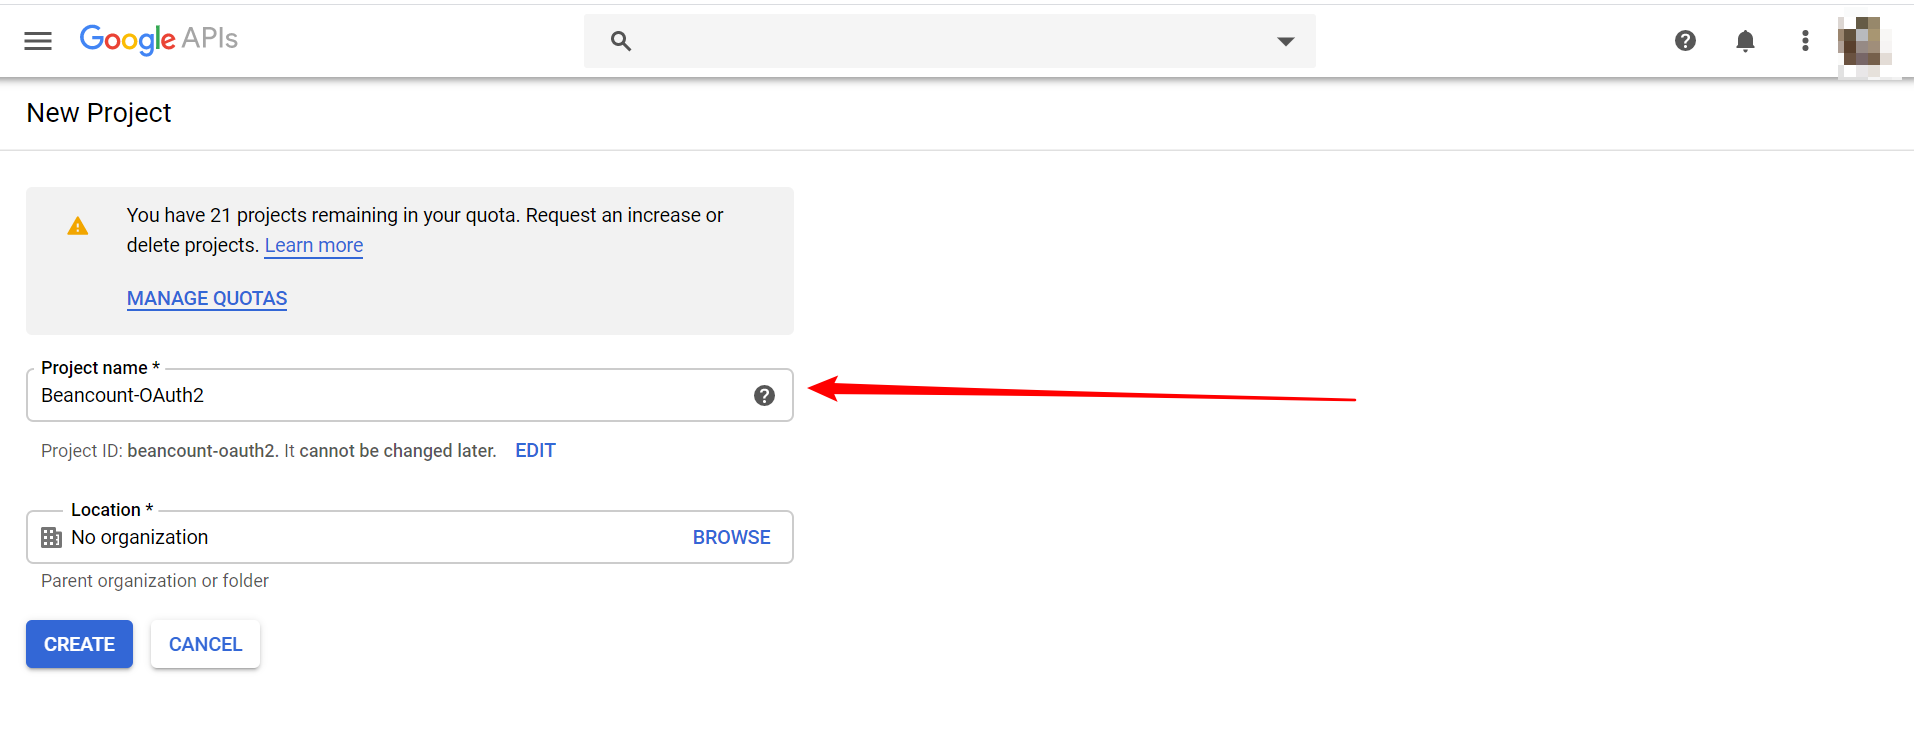 Google APIs
New Project
You have 21 projects remaining in your quota. Request an increase or
delete projects. Learn more
MANAGE QUOTAS
Project name *
Beancount-OAuth2
Project ID: beancount-oauth2. It cannot be changed later. EDIT
Location *
No organization BROWSE
Parent organization or folder
CREATE CANCEL